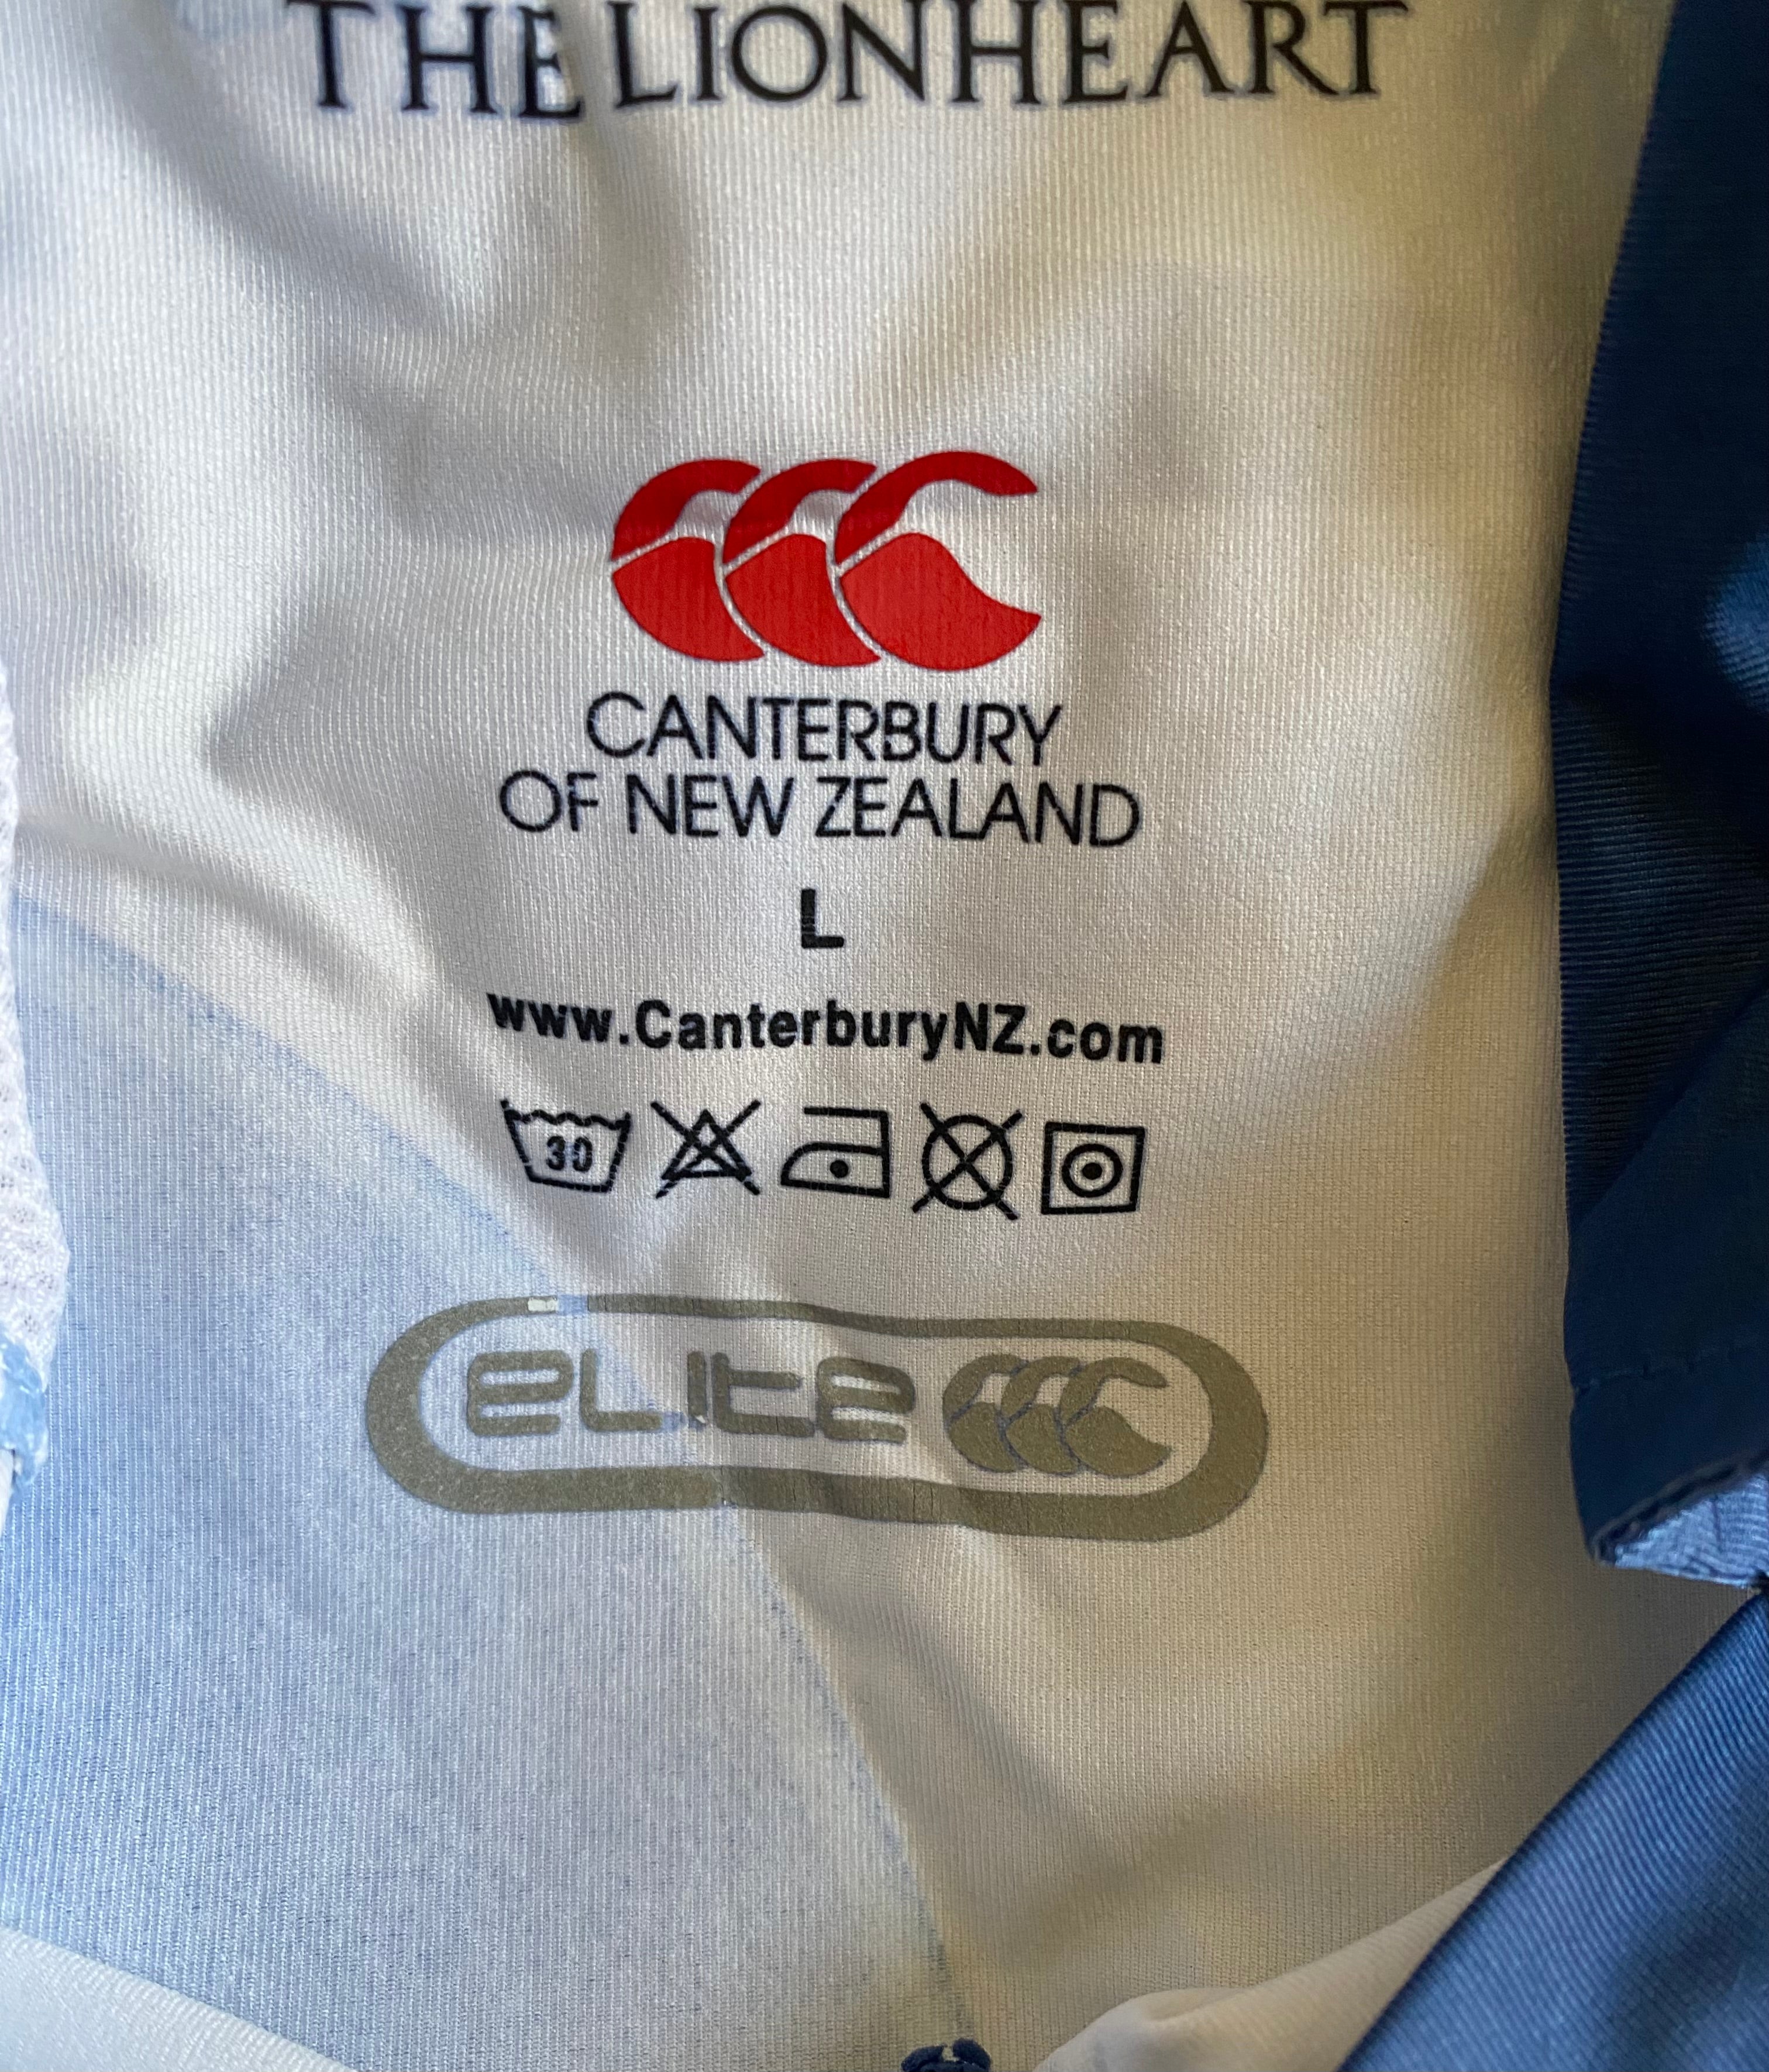 THE LIONHEART
CANTERBURY
OF NEW ZEALAND
L
www.CanterburyNZ.com
30
eLite